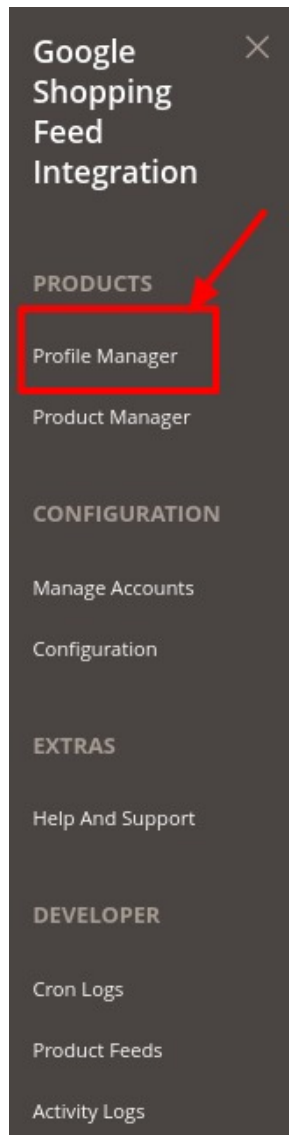 Google
Shopping
Feed
Integration
PRODUCTS
Profile Manager
Product Manager
CONFIGURATION
Manage Accounts
Configuration
EXTRAS
Help And Support
DEVELOPER
Cron Logs
Product Feeds
Activity Logs